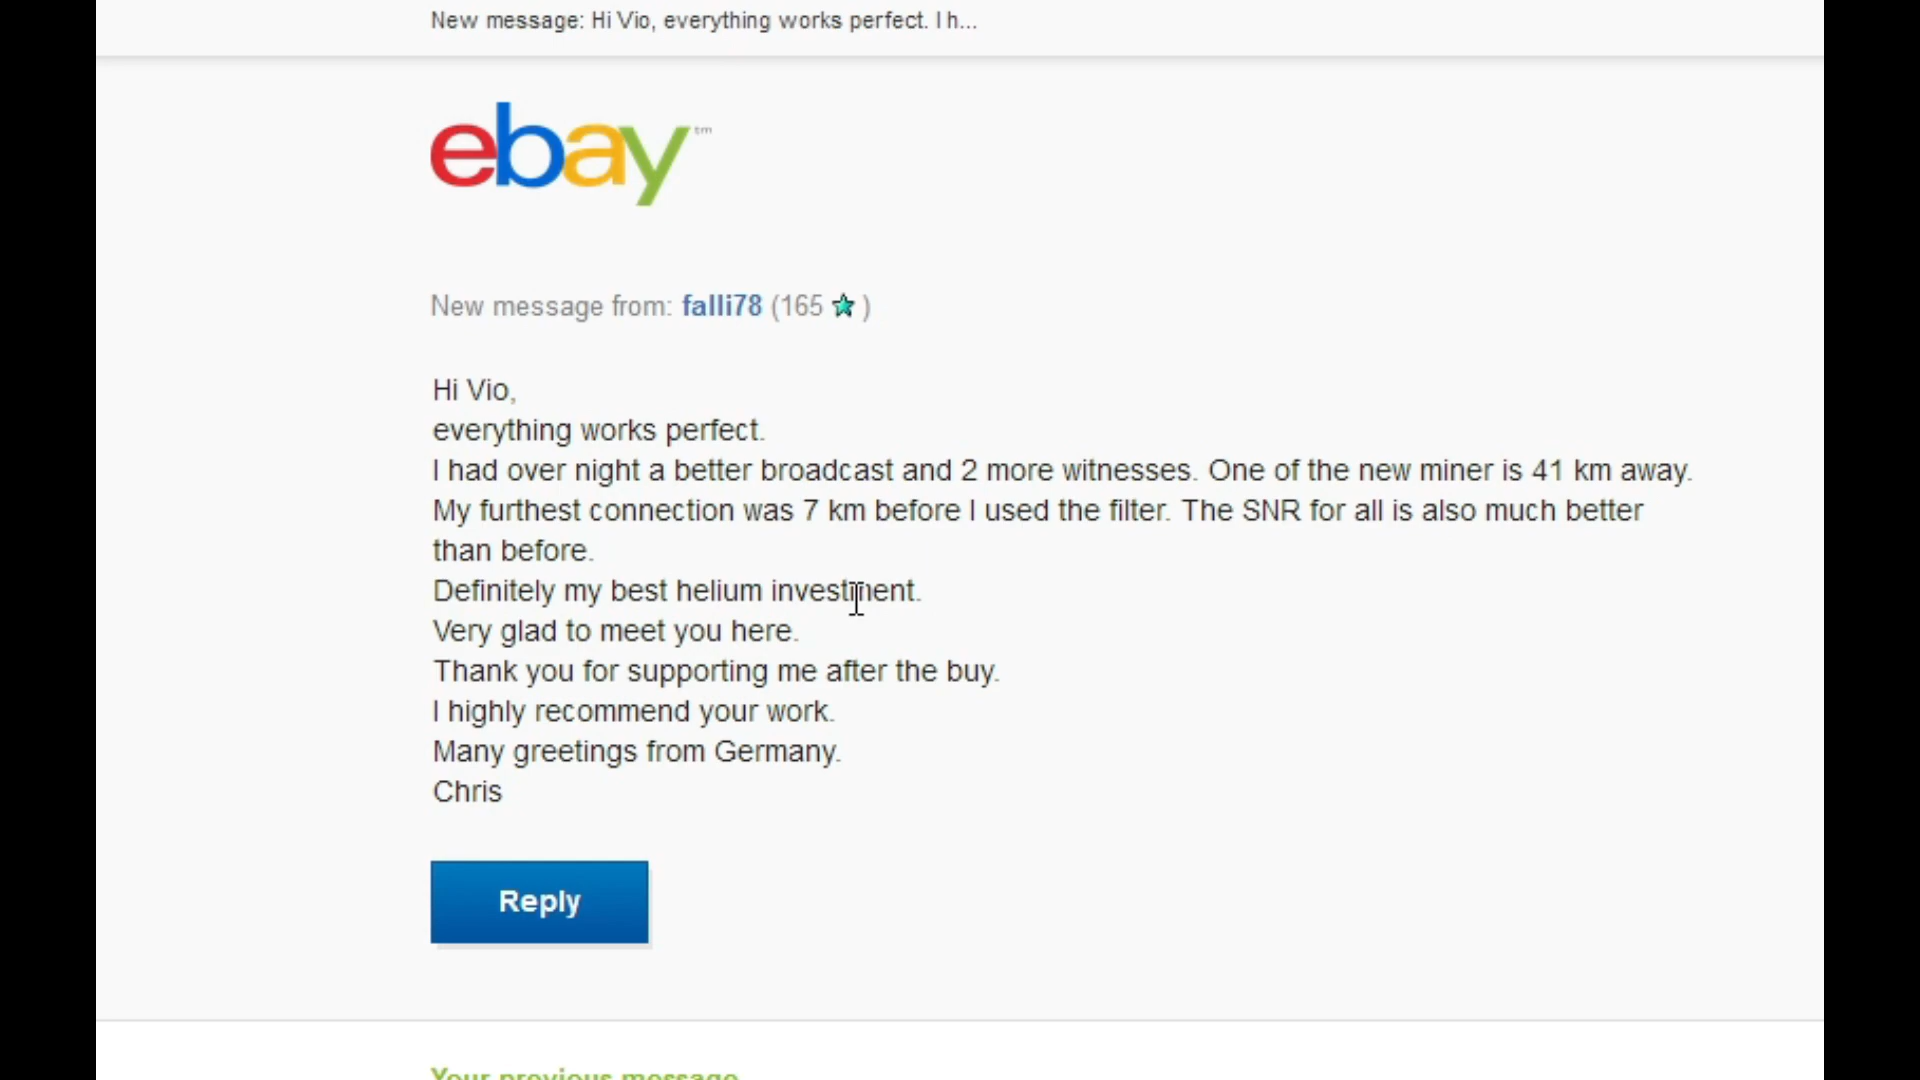 New message: Hi Vio, everything works perfect. I h...
ebay™
New message from: falli78 (165 ★ )
Hi Vio,
everything works perfect.
I had over night a better broadcast and 2 more witnesses. One of the new miner is 41 km away.
My furthest connection was 7 km before I used the filter. The SNR for all is also much better
than before.
Definitely my best helium investment.
Very glad to meet you here.
Thank you for supporting me after the buy.
I highly recommend your work.
Many greetings from Germany.
Chris
Reply
Your previous message